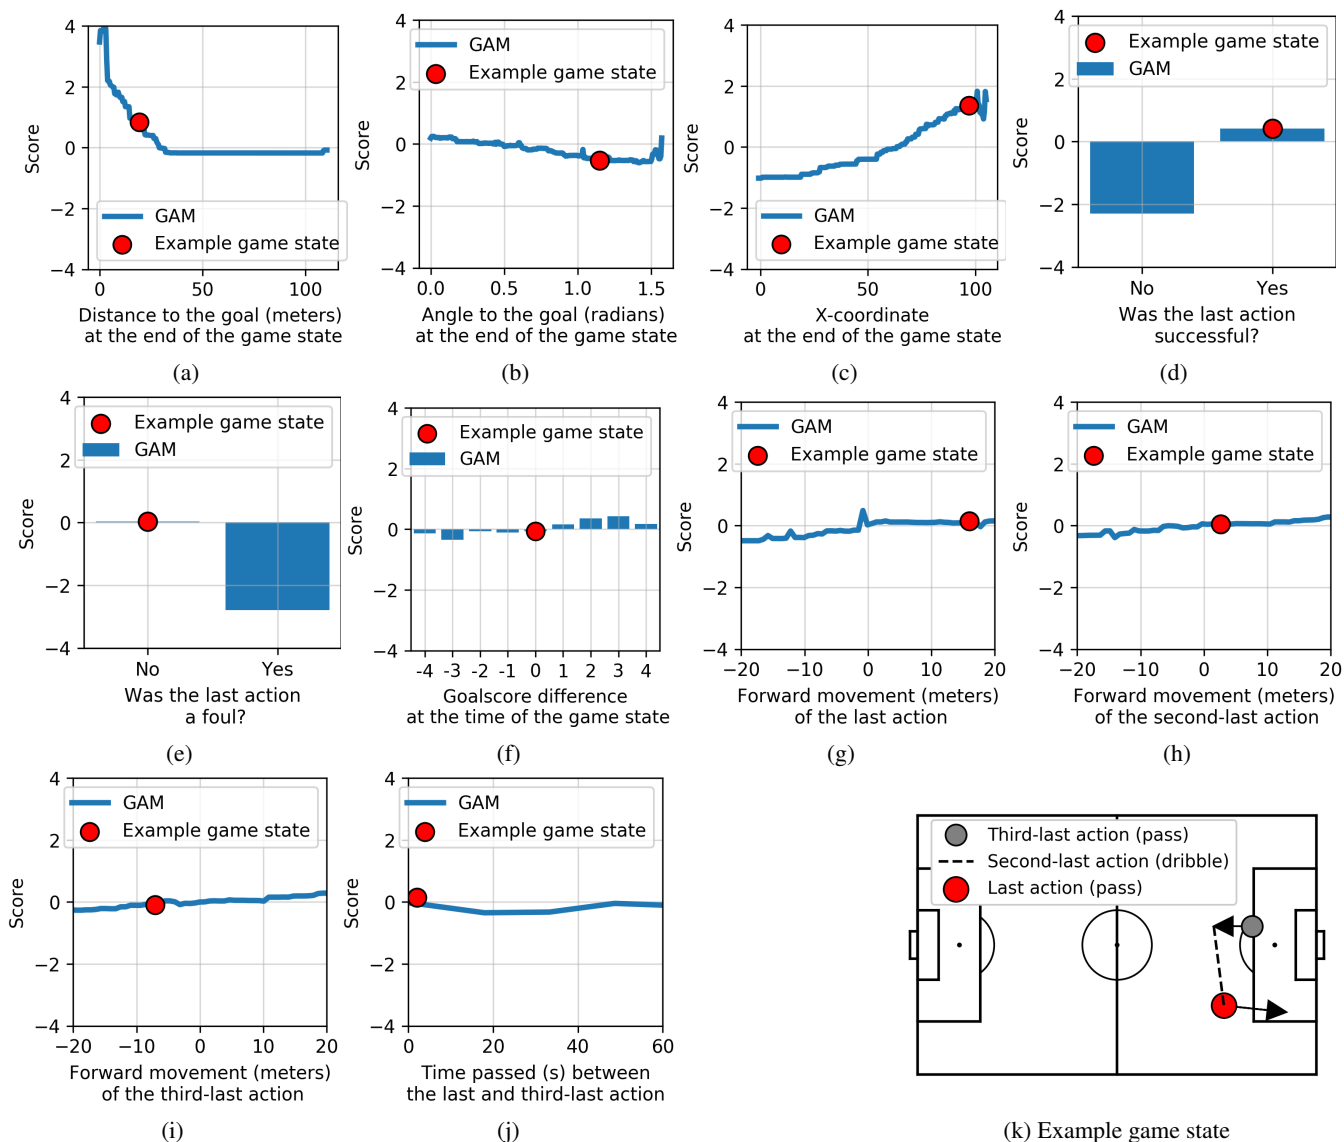 4
2
0
−2
−4
Score
GAM
Example game state
0
50
100
Distance to the goal (meters)
at the end of the game state
(a)
4
2
0
−2
−4
Score
GAM
Example game state
0.0
0.5
1.0
1.5
Angle to the goal (radians)
at the end of the game state
(b)
4
2
0
−2
−4
Score
GAM
Example game state
0
50
100
X-coordinate
at the end of the game state
(c)
4
2
0
−2
−4
Score
Example game state
GAM
No
Yes
Was the last action
successful?
(d)
4
2
0
−2
−4
Score
Example game state
GAM
No
Yes
Was the last action
a foul?
(e)
4
2
0
−2
−4
Score
Example game state
GAM
-4 -3 -2 -1 0 1 2 3 4
Goalscore difference
at the time of the game state
(f)
4
2
0
−2
−4
Score
GAM
Example game state
−20
−10
0
10
20
Forward movement (meters)
of the last action
(g)
4
2
0
−2
−4
Score
GAM
Example game state
−20
−10
0
10
20
Forward movement (meters)
of the second-last action
(h)
4
2
0
−2
−4
Score
GAM
Example game state
−20
−10
0
10
20
Forward movement (meters)
of the third-last action
(i)
4
2
0
−2
−4
Score
GAM
Example game state
0
20
40
60
Time passed (s) between
the last and third-last action
(j)
Third-last action (pass)
Second-last action (dribble)
Last action (pass)
(k) Example game state